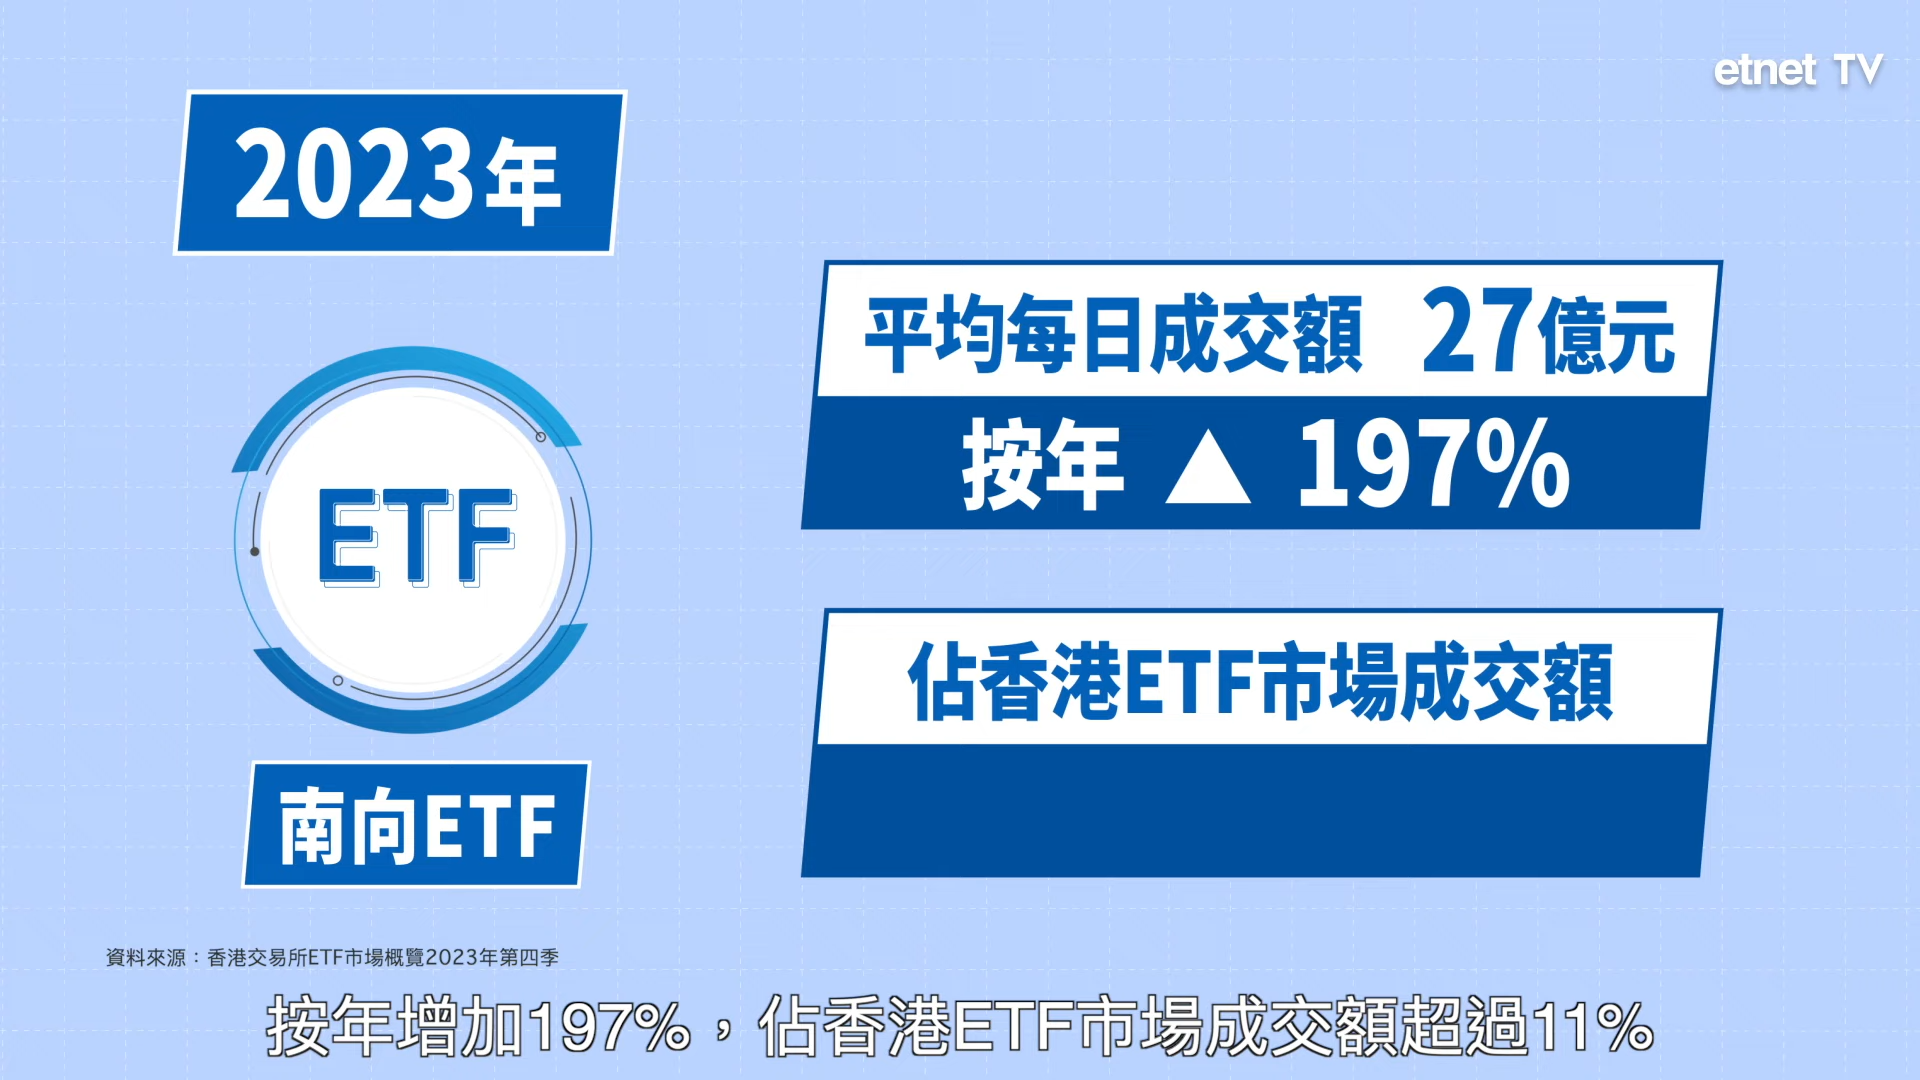 etnet TV
2023年
平均每日成交額 27億元
按年 ▲ 197%
ETF
佔香港ETF市場成交額
南向ETF
資料來源：香港交易所ETF市場概覽2023年第四季
按年增加197%，佔香港ETF市場成交額超過11%